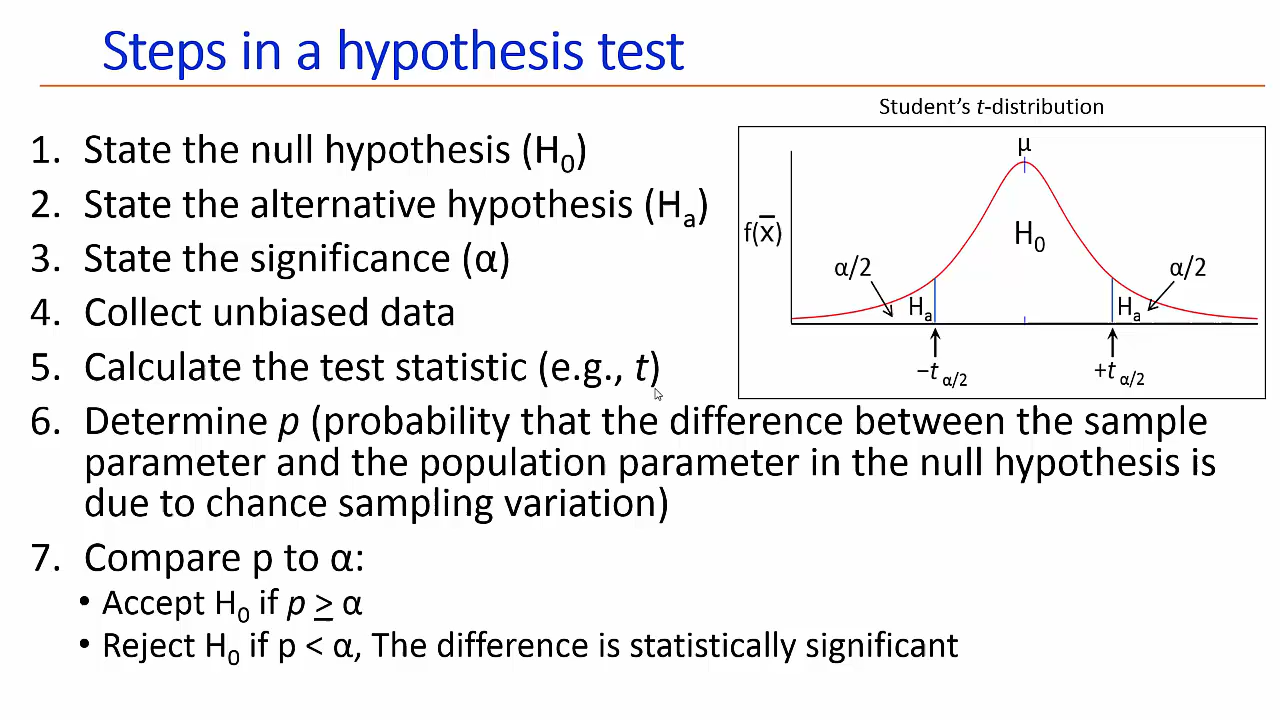 Steps in a hypothesis test
1. State the null hypothesis (H₀)
2. State the alternative hypothesis (Hₐ)
3. State the significance (α)
4. Collect unbiased data
5. Calculate the test statistic (e.g., t)
6. Determine p (probability that the difference between the sample
parameter and the population parameter in the null hypothesis is
due to chance sampling variation)
7. Compare p to α:
• Accept H₀ if p ≥ α
• Reject H₀ if p < α, The difference is statistically significant
Student's t-distribution
μ
f(x̄)
H₀
α/2
α/2
Hₐ
Hₐ
−t α/2
+t α/2